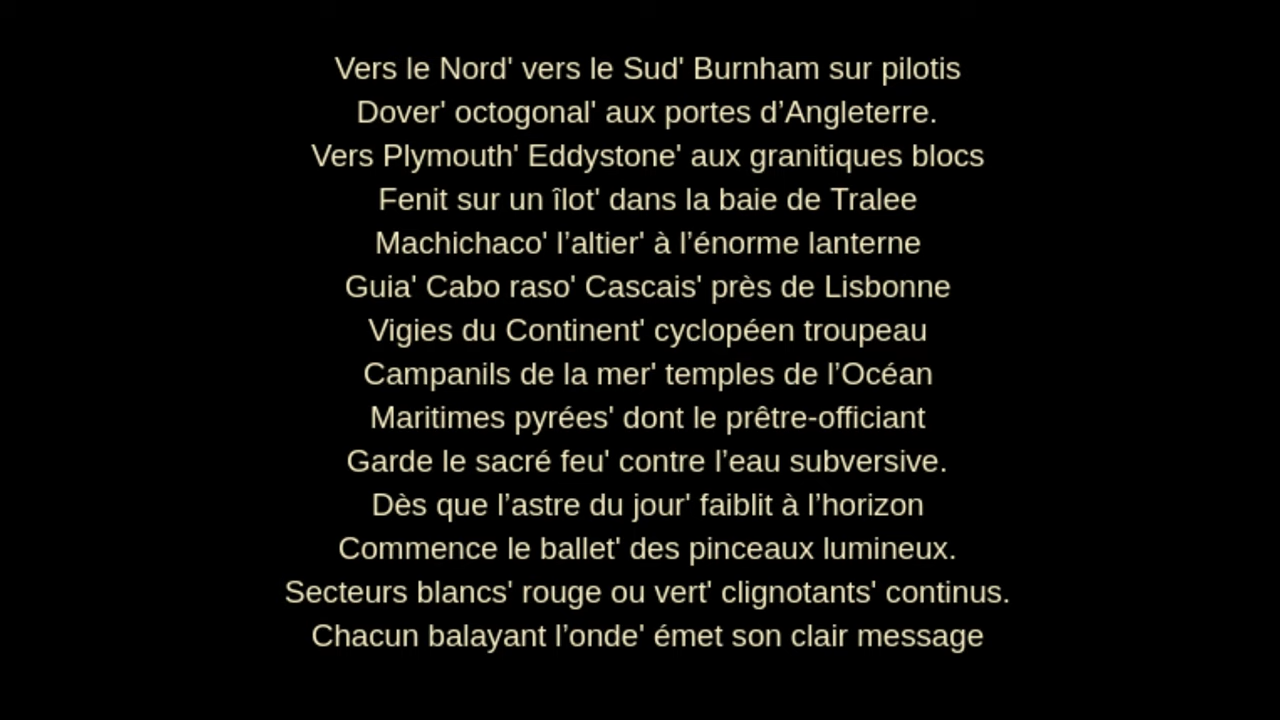 Vers le Nord' vers le Sud' Burnham sur pilotis
Dover' octogonal' aux portes d’Angleterre.
Vers Plymouth' Eddystone' aux granitiques blocs
Fenit sur un îlot' dans la baie de Tralee
Machichaco' l’altier' à l’énorme lanterne
Guia' Cabo raso' Cascais' près de Lisbonne
Vigies du Continent' cyclopéen troupeau
Campanils de la mer' temples de l’Océan
Maritimes pyrées' dont le prêtre-officiant
Garde le sacré feu' contre l’eau subversive.
Dès que l’astre du jour' faiblit à l’horizon
Commence le ballet' des pinceaux lumineux.
Secteurs blancs' rouge ou vert' clignotants' continus.
Chacun balayant l’onde' émet son clair message